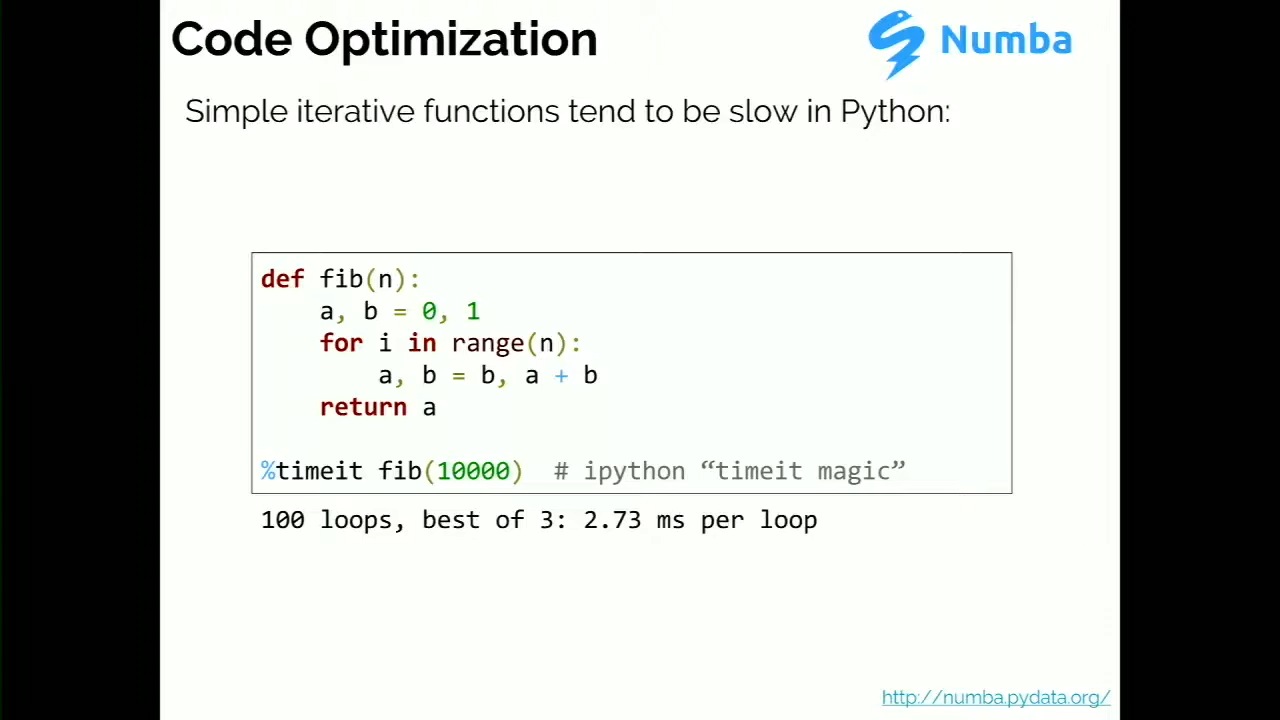 Code Optimization
Numba
Simple iterative functions tend to be slow in Python:
def fib(n):
    a, b = 0, 1
    for i in range(n):
        a, b = b, a + b
    return a
%timeit fib(10000)  # ipython “timeit magic”
100 loops, best of 3: 2.73 ms per loop
http://numba.pydata.org/